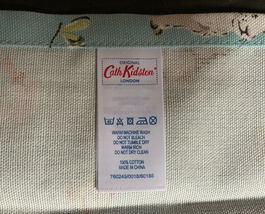 ORIGINAL
Cath Kidston
LONDON
WARM MACHINE WASH
DO NOT BLEACH
DO NOT TUMBLE DRY
WARM IRON
DO NOT DRY CLEAN
100% COTTON
MADE IN CHINA